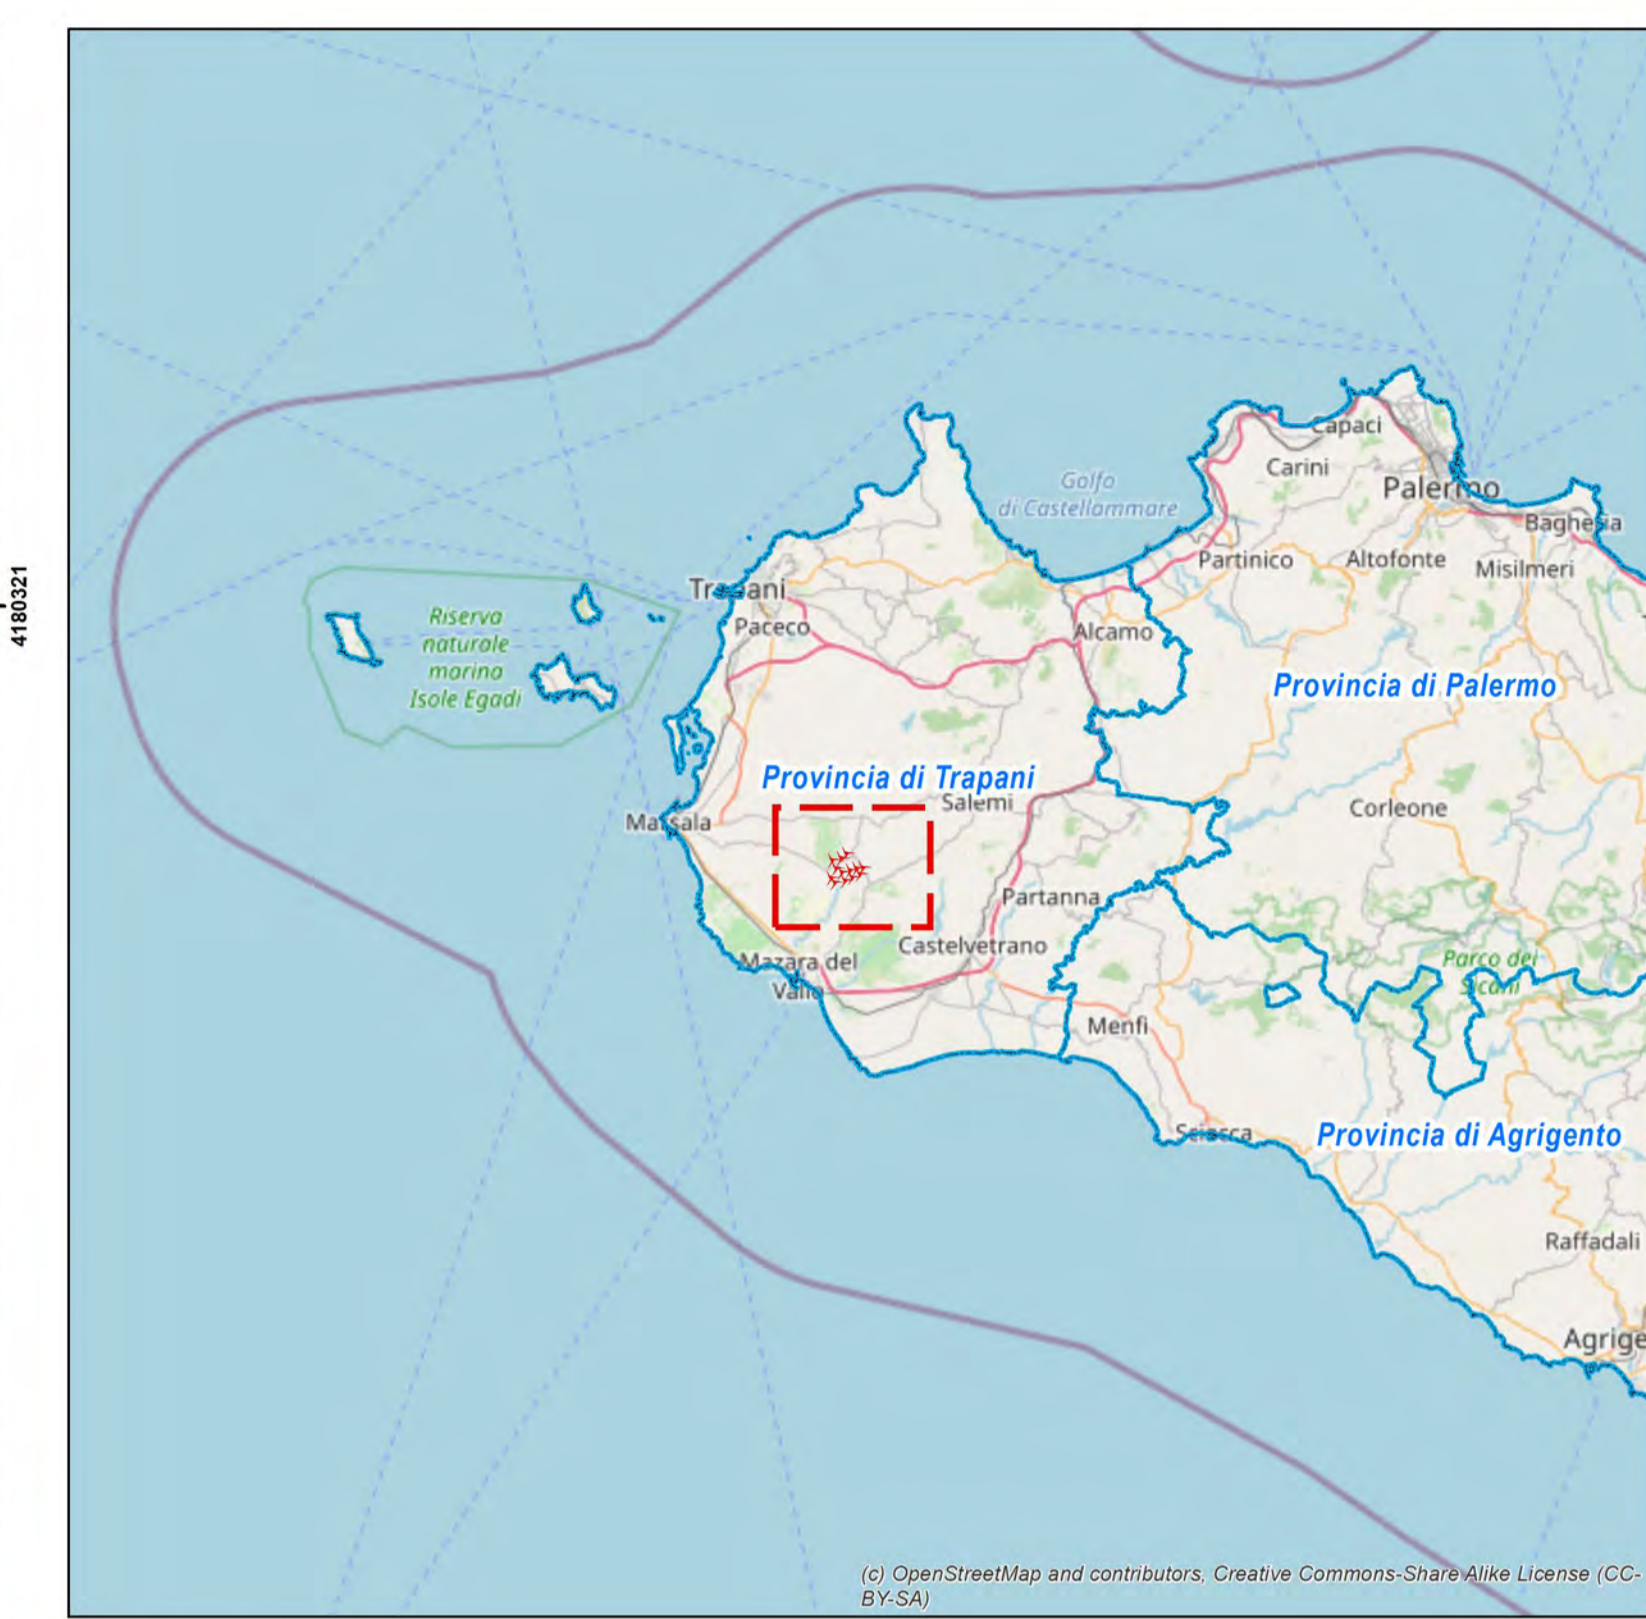 4180321
Capaci
Carini
Golfo
di Castellammare
Palermo
Bagheria
Partinico
Altofonte
Misilmeri
Trapani
Riserva
naturale
marina
Isole Egadi
Paceco
Alcamo
Provincia di Palermo
Provincia di Trapani
Salemi
Corleone
Marsala
Partanna
Castelvetrano
Mazara del
Vallo
Parco dei
Sicani
Menfi
Sciacca
Provincia di Agrigento
Raffadali
Agrige
(c) OpenStreetMap and contributors, Creative Commons-Share Alike License (CC-
BY-SA)